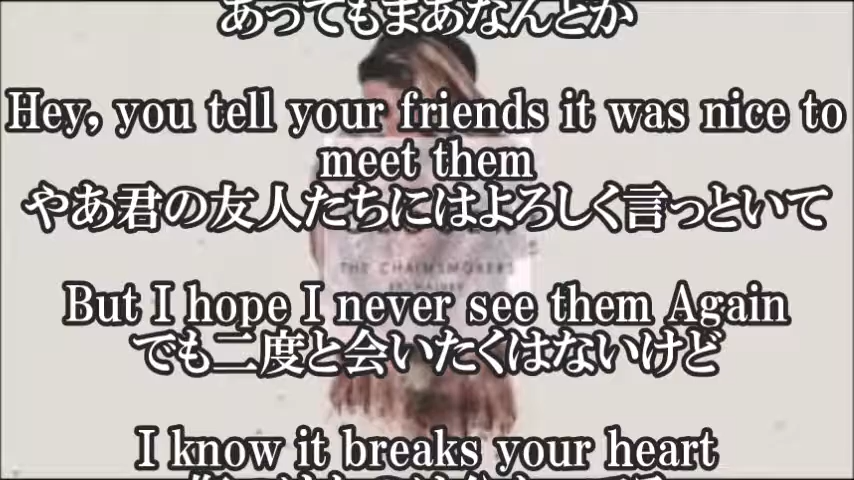 あってもまあなんとか
Hey, you tell your friends it was nice to
meet them
やあ君の友人たちにはよろしく言っといて
THE CHAINSMOKERS
But I hope I never see them Again
でも二度と会いたくはないけど
I know it breaks your heart